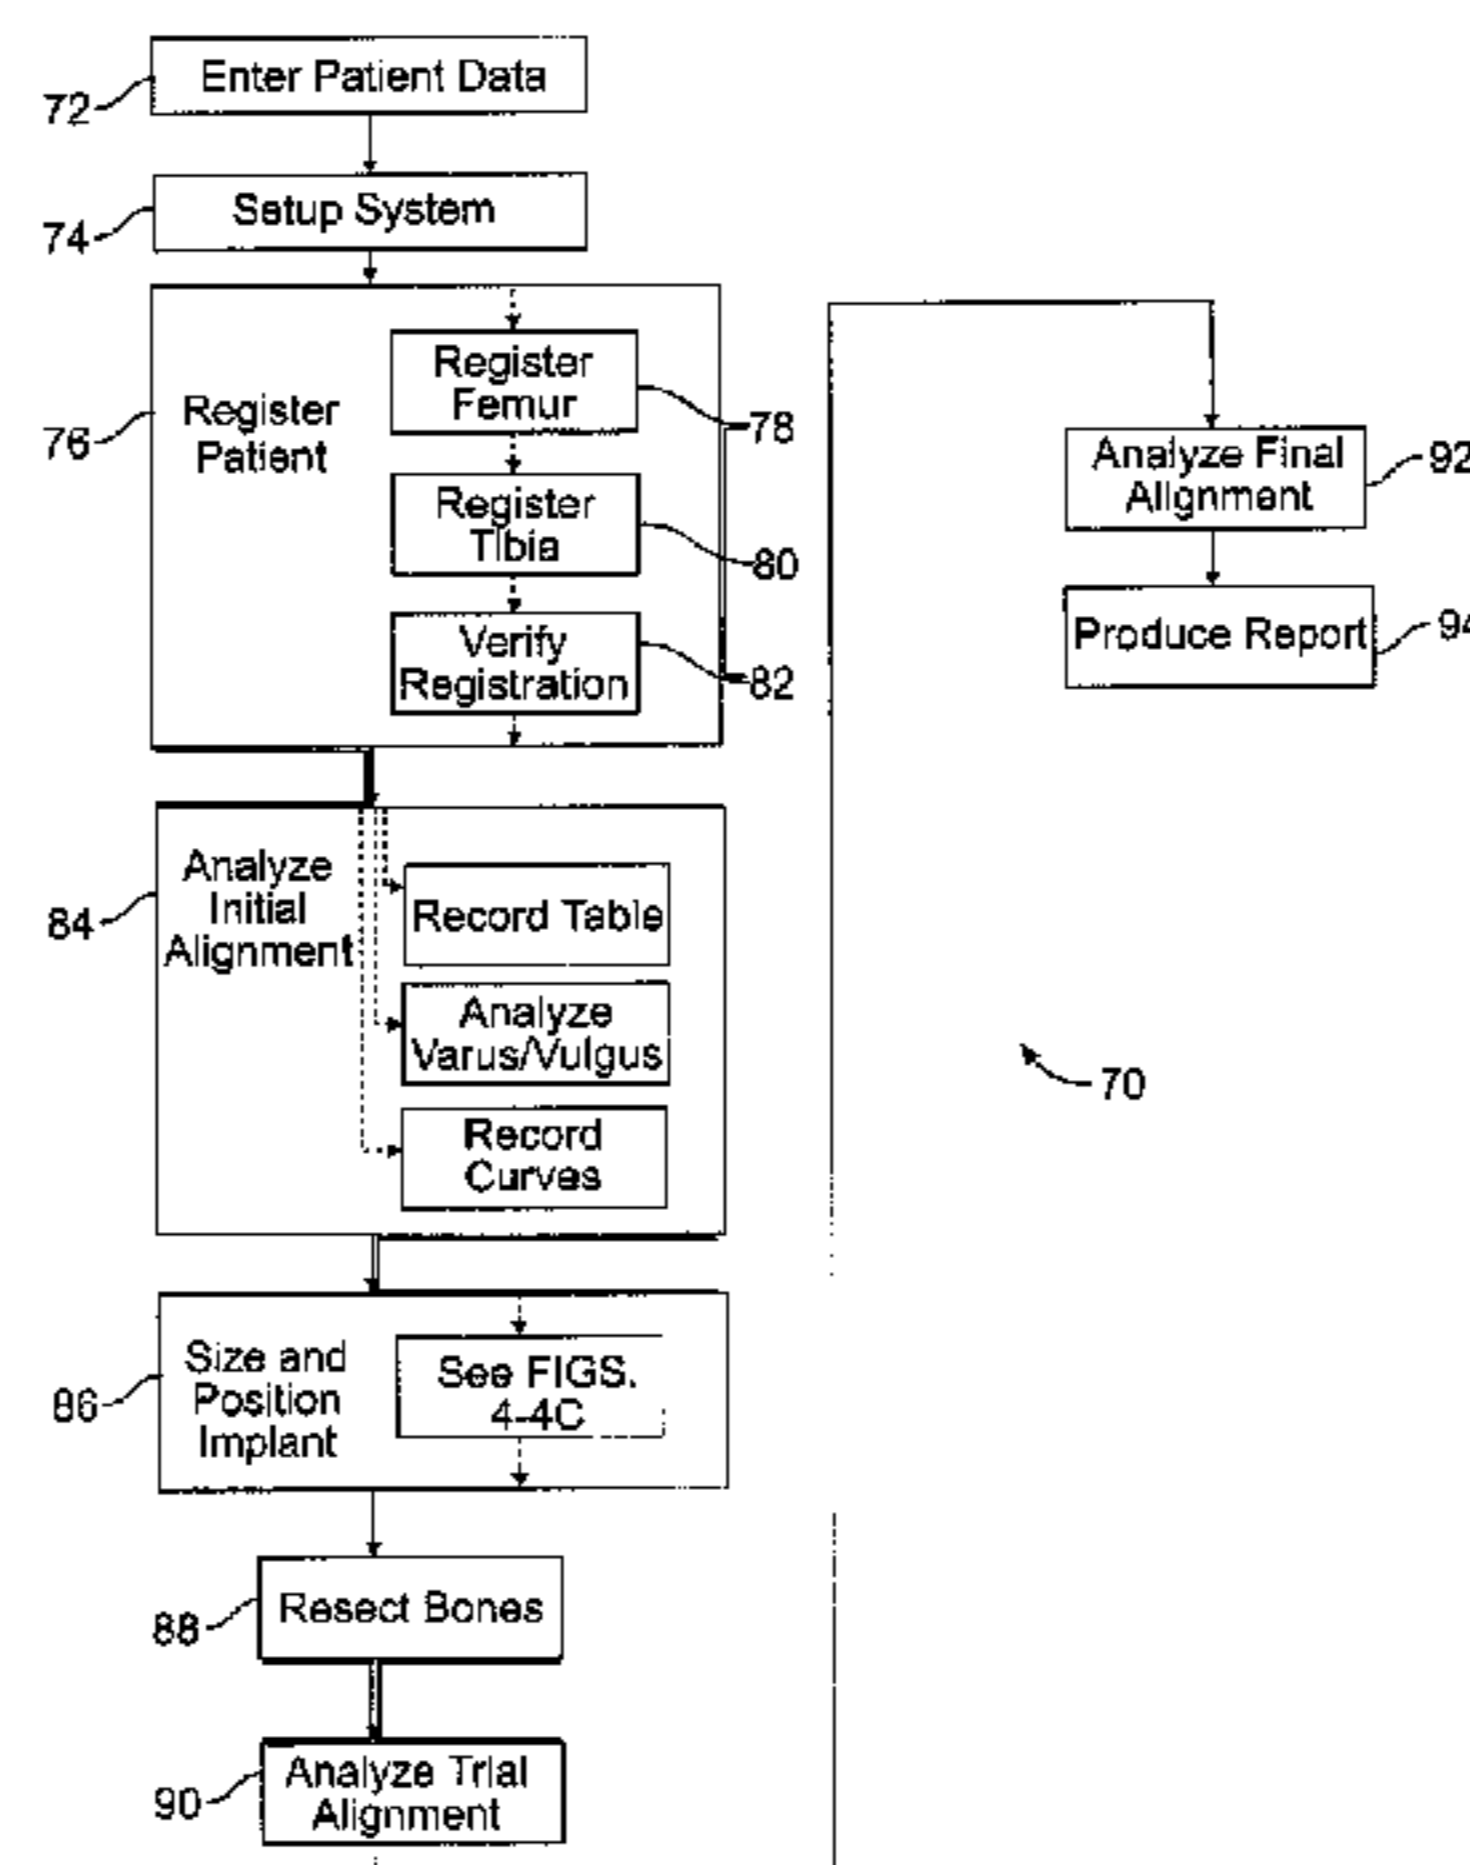 Enter Patient Data
72
Setup System
74
Register
Patient
76
Register
Femur
78
Register
Tibia
80
Verify
Registration
82
Analyze
Initial
Alignment
84
Record Table
Analyze
Varus/Vulgus
Record
Curves
Size and
Position
Implant
86
See FIGS.
4-4C
Resect Bones
88
Analyze Trial
Alignment
90
Analyze Final
Alignment
92
Produce Report
94
70